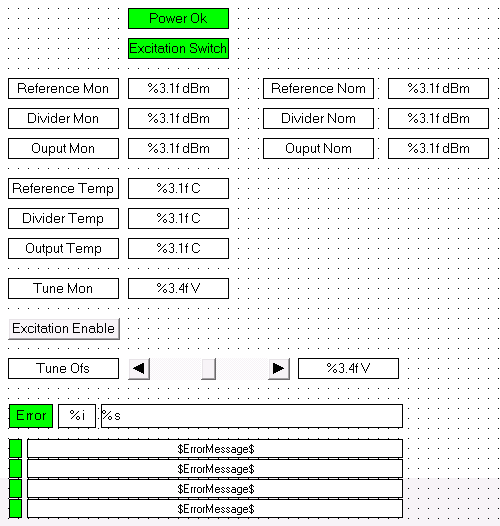 Power Ok
Excitation Switch
Reference Mon %3.1f dBm Reference Nom %3.1f dBm
Divider Mon %3.1f dBm Divider Nom %3.1f dBm
Ouput Mon %3.1f dBm Ouput Nom %3.1f dBm
Reference Temp %3.1f C
Divider Temp %3.1f C
Output Temp %3.1f C
Tune Mon %3.4f V
Excitation Enable
Tune Ofs %3.4f V
Error %i %s
$ErrorMessage$
$ErrorMessage$
$ErrorMessage$
$ErrorMessage$